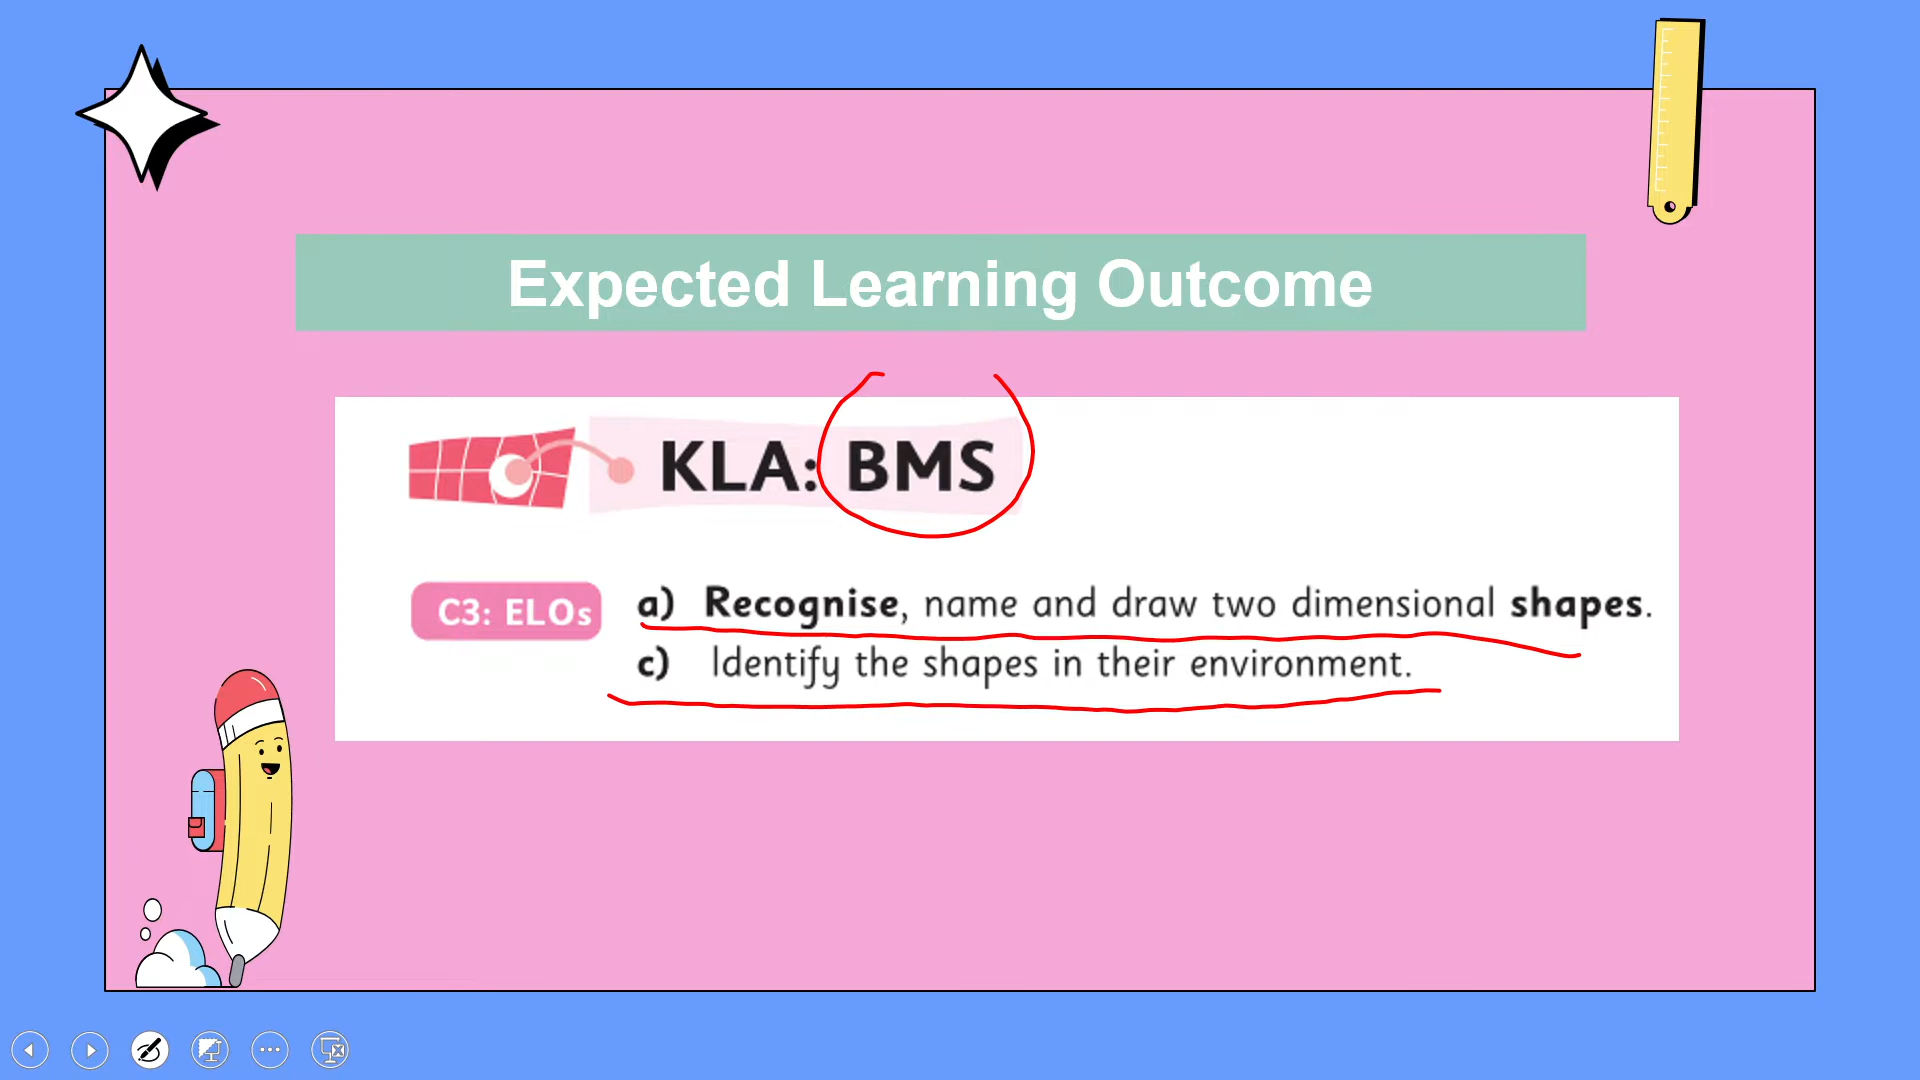 Expected Learning Outcome
KLA: BMS
C3: ELOs
a) Recognise, name and draw two dimensional shapes.
c) Identify the shapes in their environment.